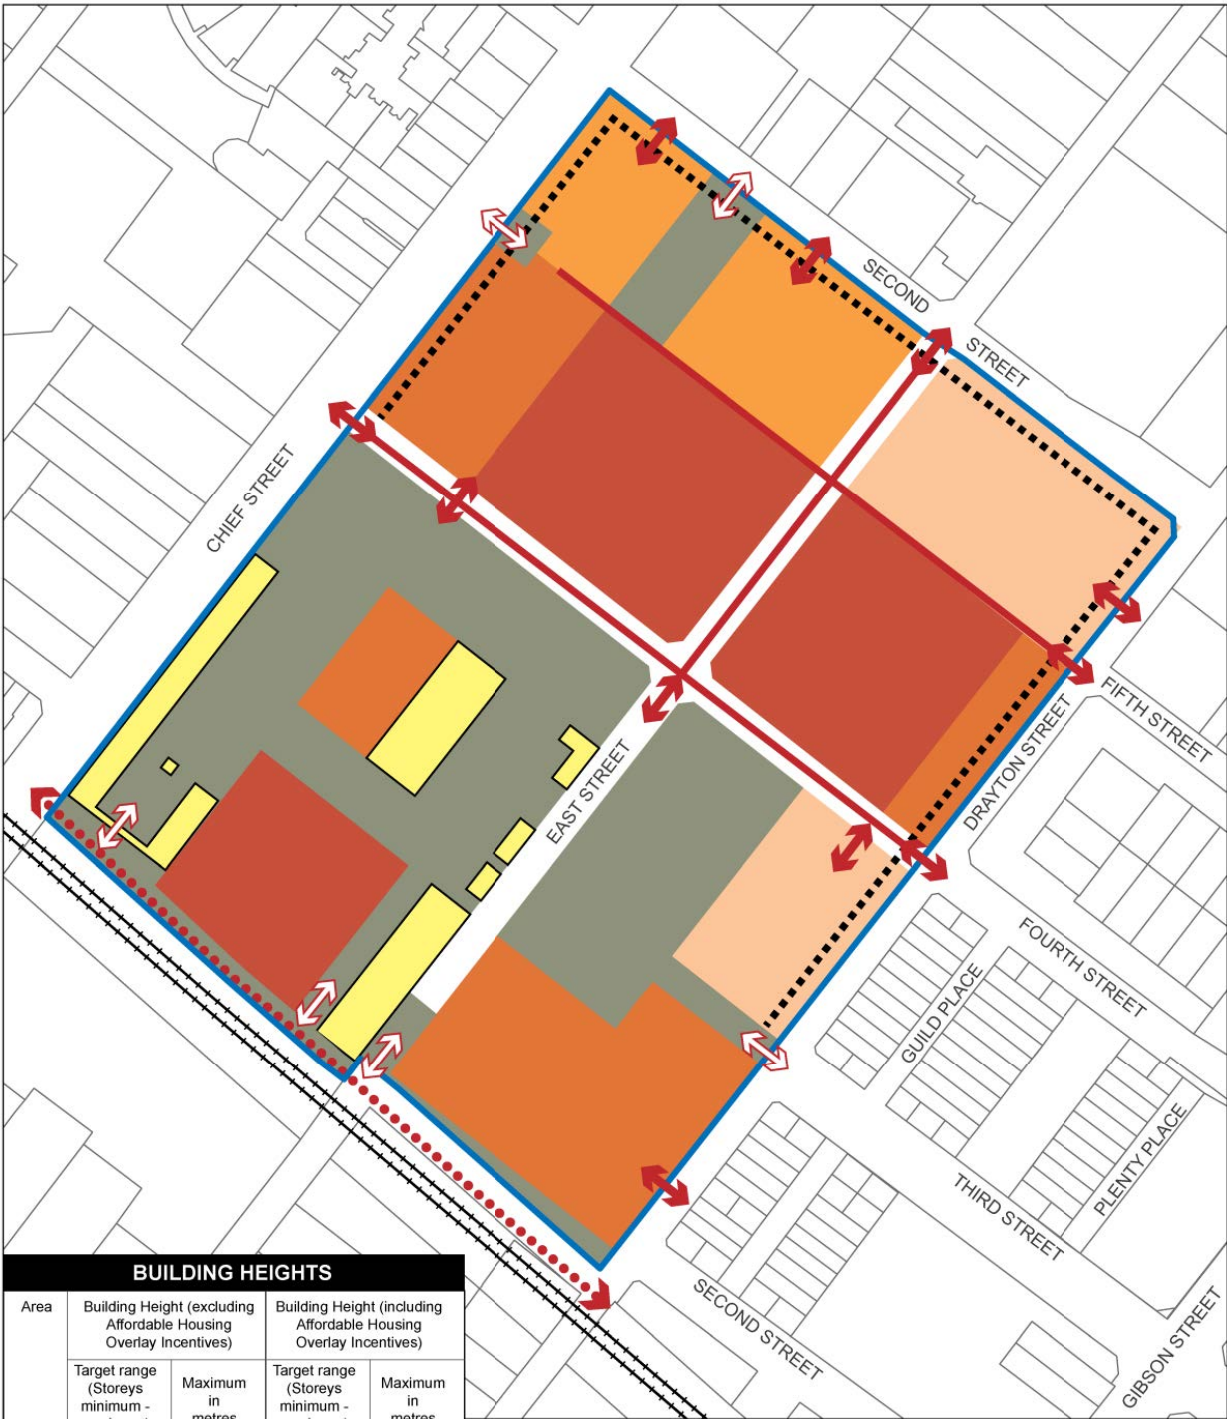 SECOND
STREET
CHIEF STREET
EAST STREET
DRAYTON STREET
FIFTH STREET
FOURTH STREET
GUILD PLACE
PLENTY PLACE
THIRD STREET
SECOND STREET
GIBSON STREET
BUILDING HEIGHTS
Area
Building Height (excluding
Affordable Housing
Overlay Incentives)
Building Height (including
Affordable Housing
Overlay Incentives)
Target range
(Storeys
minimum -
Maximum
in
metres
Target range
(Storeys
minimum -
Maximum
in
metres